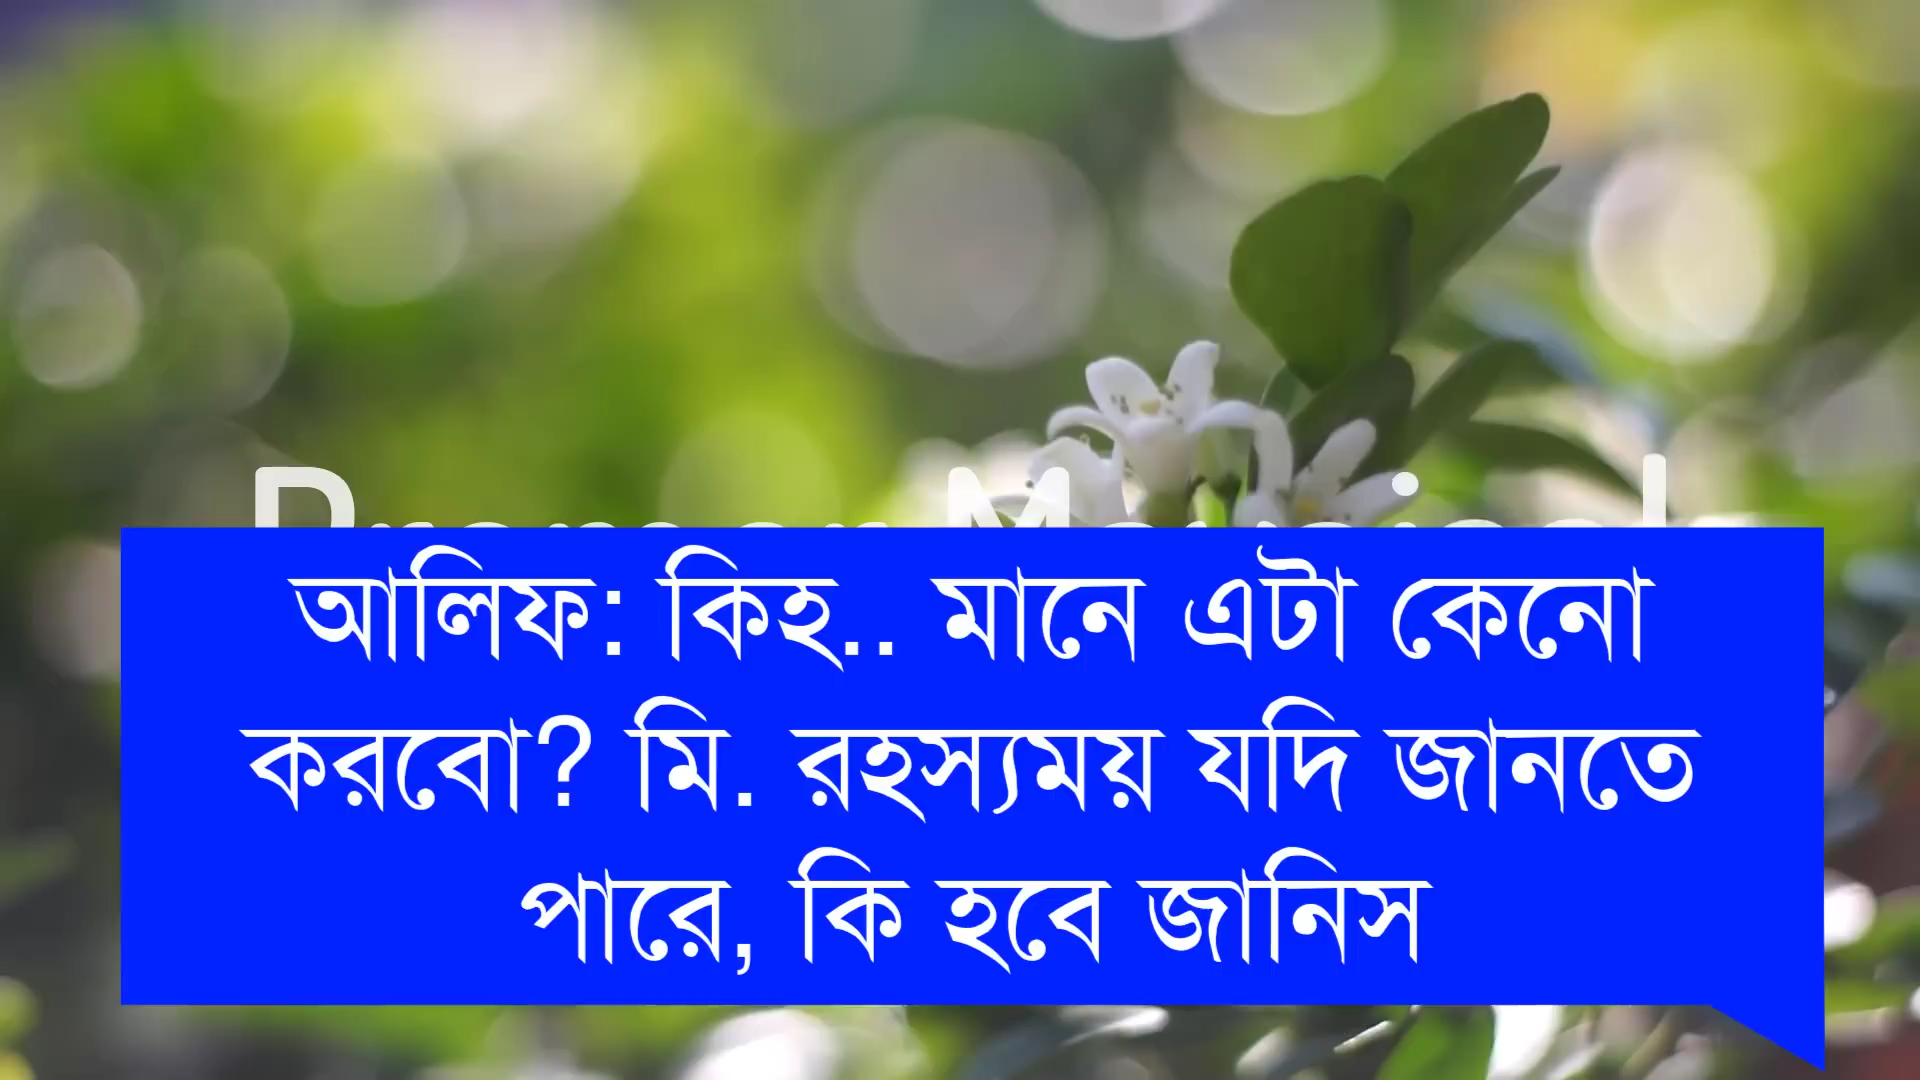 আলিফ: কিহ.. মানে এটা কেনো
করবো? মি. রহস্যময় যদি জানতে
পারে, কি হবে জানিস